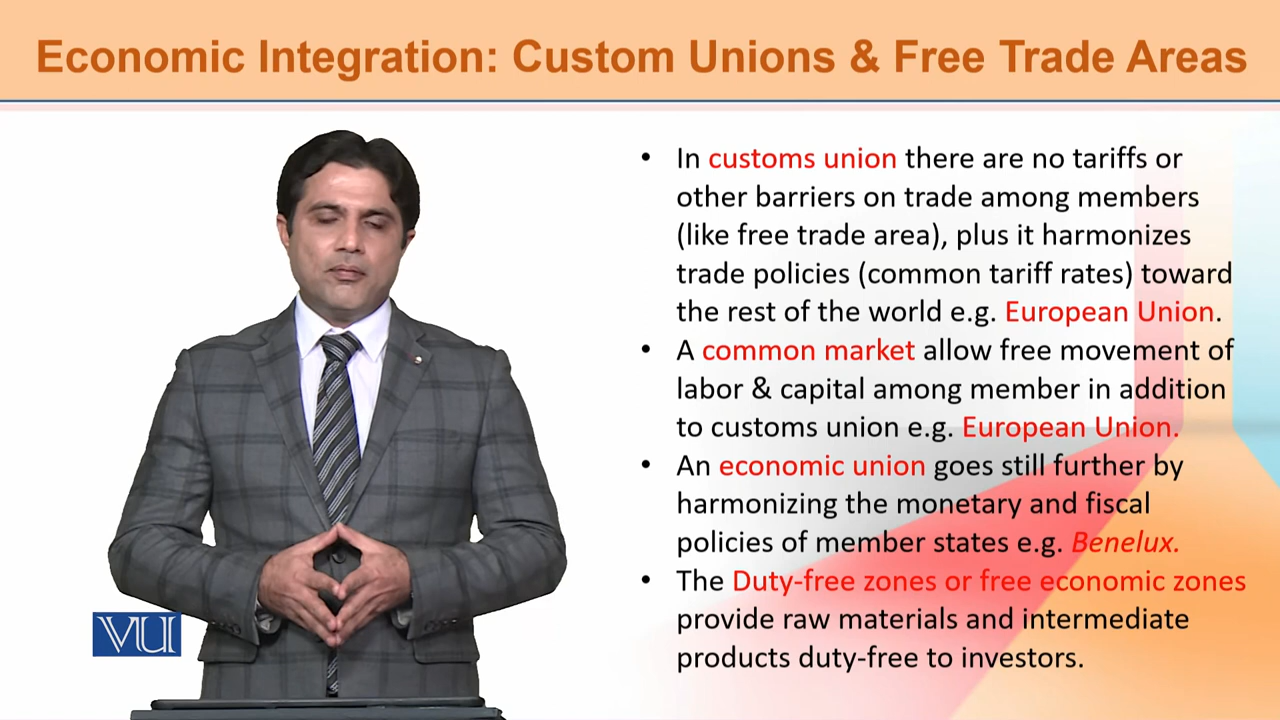 Economic Integration: Custom Unions & Free Trade Areas
• In customs union there are no tariffs or
other barriers on trade among members
(like free trade area), plus it harmonizes
trade policies (common tariff rates) toward
the rest of the world e.g. European Union.
• A common market allow free movement of
labor & capital among member in addition
to customs union e.g. European Union.
• An economic union goes still further by
harmonizing the monetary and fiscal
policies of member states e.g. Benelux.
• The Duty-free zones or free economic zones
provide raw materials and intermediate
products duty-free to investors.
VU